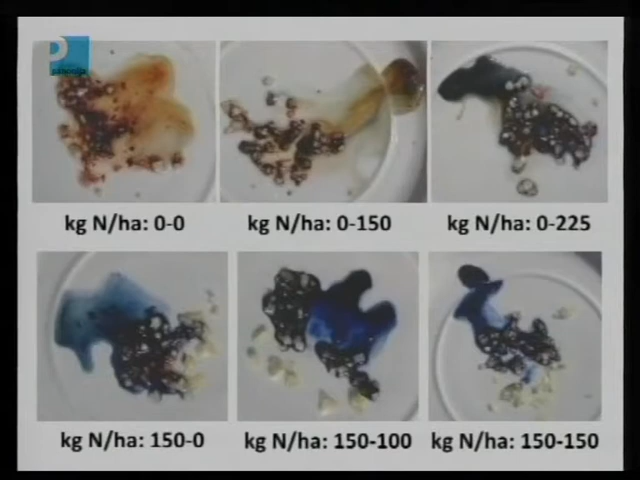 kg N/ha: 0-0
kg N/ha: 0-150
kg N/ha: 0-225
kg N/ha: 150-0
kg N/ha: 150-100
kg N/ha: 150-150